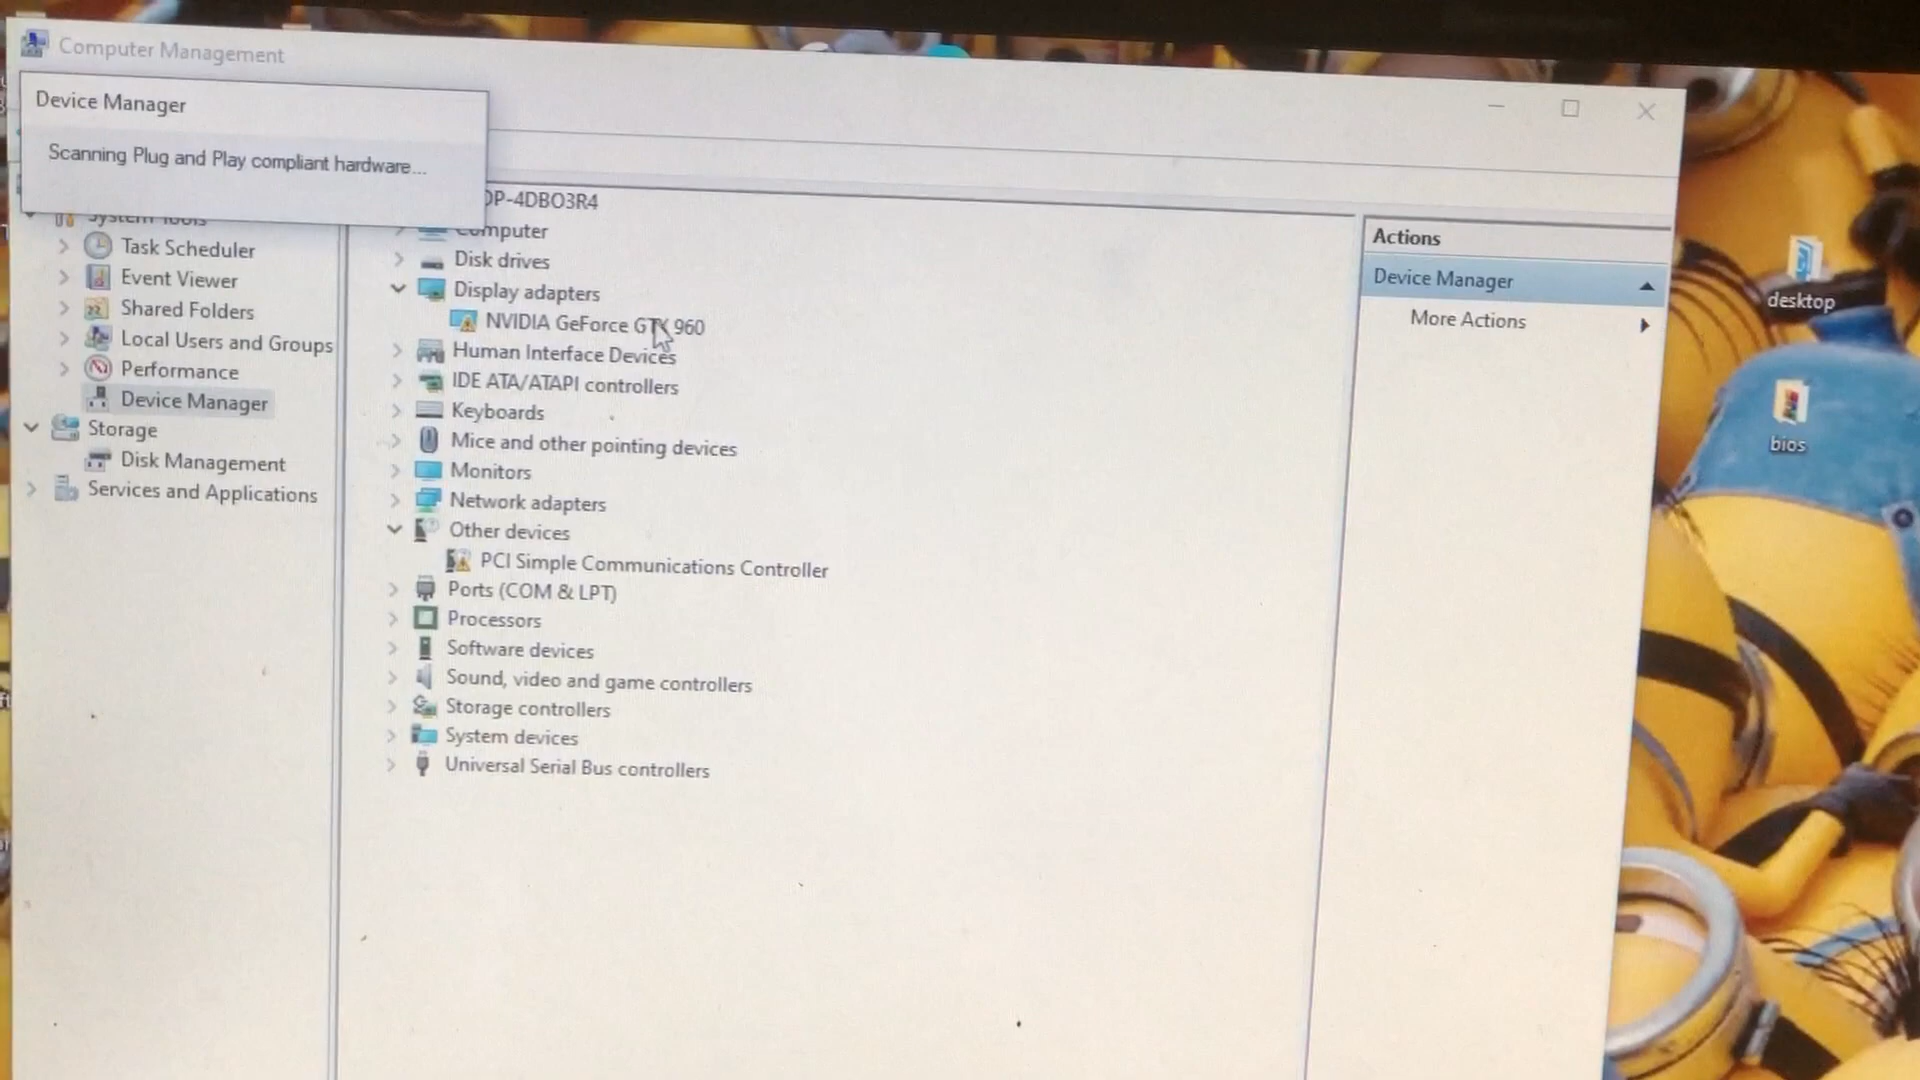 Computer Management
Device Manager
Scanning Plug and Play compliant hardware...
OP-4DBO3R4
System Tools
Task Scheduler
Event Viewer
Shared Folders
Local Users and Groups
Performance
Device Manager
Storage
Disk Management
Services and Applications
Computer
Disk drives
Display adapters
NVIDIA GeForce GTX 960
Human Interface Devices
IDE ATA/ATAPI controllers
Keyboards
Mice and other pointing devices
Monitors
Network adapters
Other devices
PCI Simple Communications Controller
Ports (COM & LPT)
Processors
Software devices
Sound, video and game controllers
Storage controllers
System devices
Universal Serial Bus controllers
Actions
Device Manager
More Actions
desktop
bios